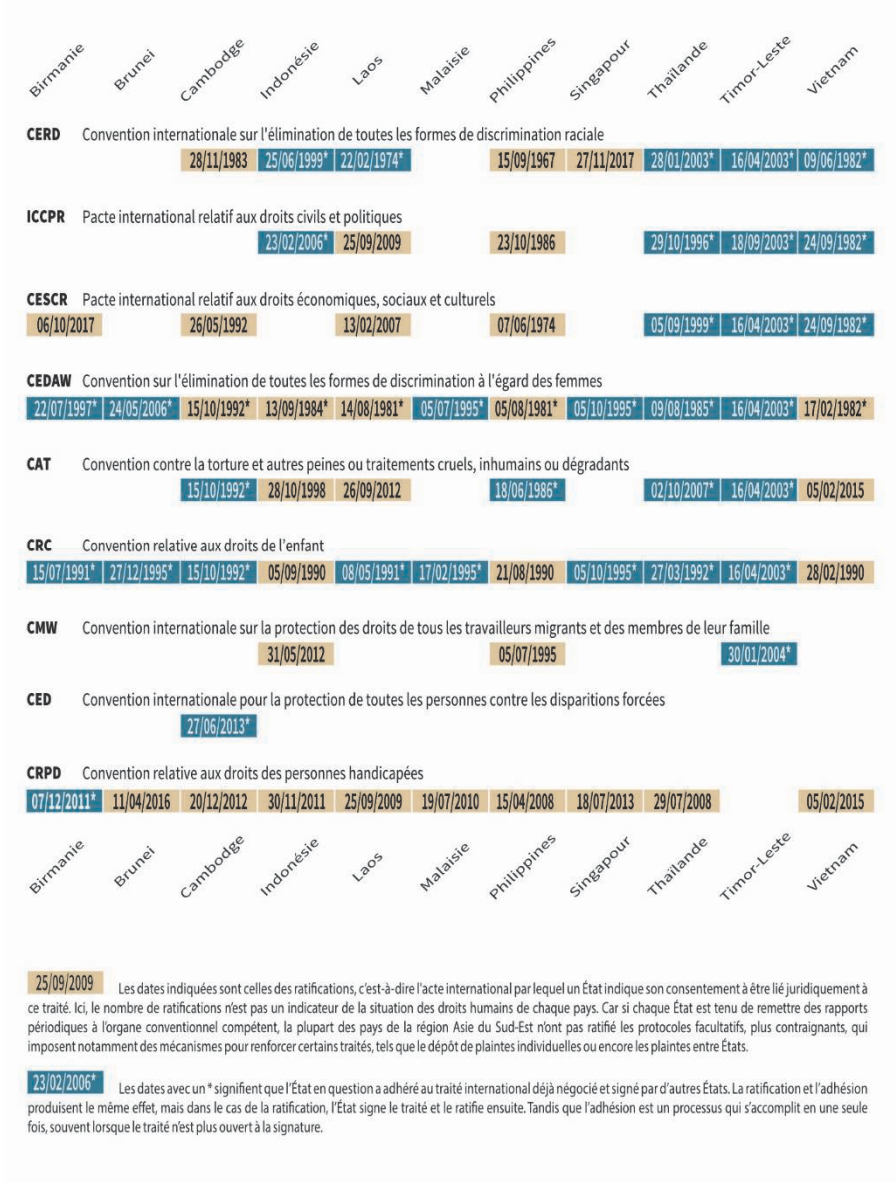 Birmanie Brunei Cambodge Indonésie Laos Malaisie Philippines Singapour Thaïlande Timor-Leste Vietnam
CERD Convention internationale sur l'élimination de toutes les formes de discrimination raciale
28/11/1983 25/06/1999* 22/02/1974* 15/09/1967 27/11/2017 28/01/2003* 16/04/2003* 09/06/1982*
ICCPR Pacte international relatif aux droits civils et politiques
23/02/2006* 25/09/2009 23/10/1986 29/10/1996* 18/09/2003* 24/09/1982*
CESCR Pacte international relatif aux droits économiques, sociaux et culturels
06/10/2017 26/05/1992 13/02/2007 07/06/1974 05/09/1999* 16/04/2003* 24/09/1982*
CEDAW Convention sur l'élimination de toutes les formes de discrimination à l'égard des femmes
22/07/1997* 24/05/2006* 15/10/1992* 13/09/1984* 14/08/1981* 05/07/1995* 05/08/1981* 05/10/1995* 09/08/1985* 16/04/2003* 17/02/1982*
CAT Convention contre la torture et autres peines ou traitements cruels, inhumains ou dégradants
15/10/1992* 28/10/1998 26/09/2012 18/06/1986* 02/10/2007* 16/04/2003* 05/02/2015
CRC Convention relative aux droits de l'enfant
15/07/1991* 27/12/1995* 15/10/1992* 05/09/1990 08/05/1991* 17/02/1995* 21/08/1990 05/10/1995* 27/03/1992* 16/04/2003* 28/02/1990
CMW Convention internationale sur la protection des droits de tous les travailleurs migrants et des membres de leur famille
31/05/2012 05/07/1995 30/01/2004*
CED Convention internationale pour la protection de toutes les personnes contre les disparitions forcées
27/06/2013*
CRPD Convention relative aux droits des personnes handicapées
07/12/2011* 11/04/2016 20/12/2012 30/11/2011 25/09/2009 19/07/2010 15/04/2008 18/07/2013 29/07/2008 05/02/2015
Birmanie Brunei Cambodge Indonésie Laos Malaisie Philippines Singapour Thaïlande Timor-Leste Vietnam
25/09/2009 Les dates indiquées sont celles des ratifications, c'est-à-dire l'acte international par lequel un État indique son consentement à être lié juridiquement à
ce traité. Ici, le nombre de ratifications n'est pas un indicateur de la situation des droits humains de chaque pays. Car si chaque État est tenu de remettre des rapports
périodiques à l'organe conventionnel compétent, la plupart des pays de la région Asie du Sud-Est n'ont pas ratifié les protocoles facultatifs, plus contraignants, qui
imposent notamment des mécanismes pour renforcer certains traités, tels que le dépôt de plaintes individuelles ou encore les plaintes entre États.
23/02/2006* Les dates avec un * signifient que l'État en question a adhéré au traité international déjà négocié et signé par d'autres États. La ratification et l'adhésion
produisent le même effet, mais dans le cas de la ratification, l'État signe le traité et le ratifie ensuite. Tandis que l'adhésion est un processus qui s'accomplit en une seule
fois, souvent lorsque le traité n'est plus ouvert à la signature.